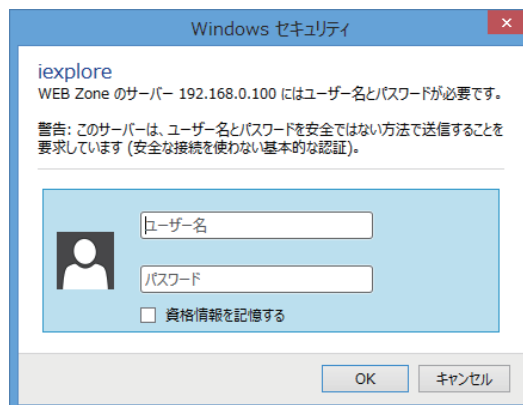 Windows セキュリティ
iexplore
WEB Zone のサーバー 192.168.0.100 にはユーザー名とパスワードが必要です。
警告: このサーバーは、ユーザー名とパスワードを安全ではない方法で送信することを
要求しています (安全な接続を使わない基本的な認証)。
ユーザー名
パスワード
資格情報を記憶する
OK キャンセル